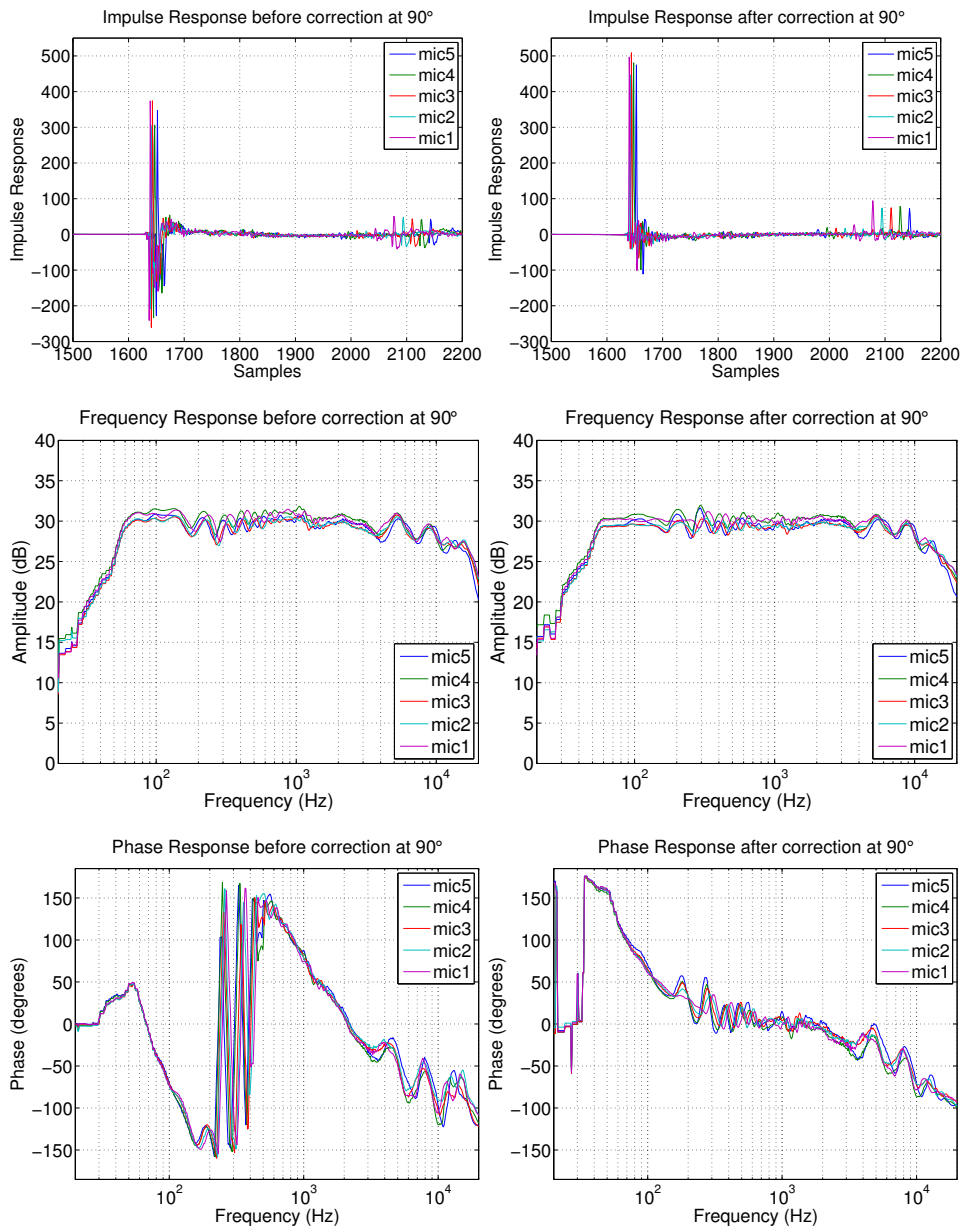 Impulse Response before correction at 90°
Impulse Response
500
400
300
200
100
0
−100
−200
−300
1500 1600 1700 1800 1900 2000 2100 2200
Samples
mic5
mic4
mic3
mic2
mic1
Impulse Response after correction at 90°
Impulse Response
500
400
300
200
100
0
−100
−200
−300
1500 1600 1700 1800 1900 2000 2100 2200
Samples
mic5
mic4
mic3
mic2
mic1
Frequency Response before correction at 90°
Amplitude (dB)
40
35
30
25
20
15
10
5
0
10² 10³ 10⁴
Frequency (Hz)
mic5
mic4
mic3
mic2
mic1
Frequency Response after correction at 90°
Amplitude (dB)
40
35
30
25
20
15
10
5
0
10² 10³ 10⁴
Frequency (Hz)
mic5
mic4
mic3
mic2
mic1
Phase Response before correction at 90°
Phase (degrees)
150
100
50
0
−50
−100
−150
10² 10³ 10⁴
Frequency (Hz)
mic5
mic4
mic3
mic2
mic1
Phase Response after correction at 90°
Phase (degrees)
150
100
50
0
−50
−100
−150
10² 10³ 10⁴
Frequency (Hz)
mic5
mic4
mic3
mic2
mic1